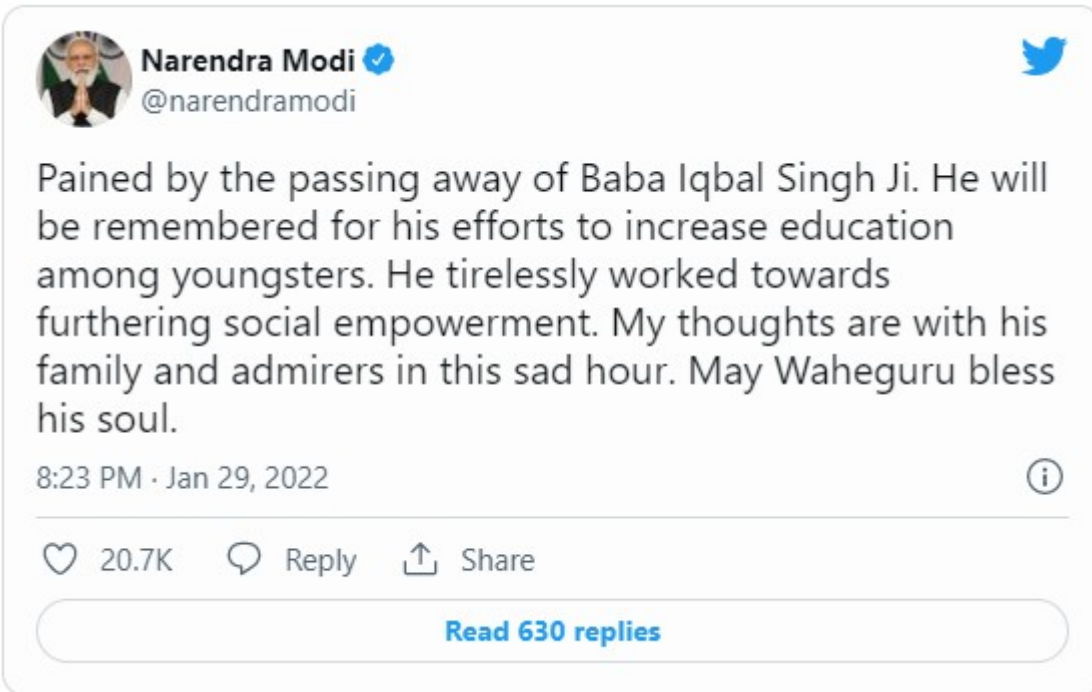 Narendra Modi
@narendramodi
Pained by the passing away of Baba Iqbal Singh Ji. He will
be remembered for his efforts to increase education
among youngsters. He tirelessly worked towards
furthering social empowerment. My thoughts are with his
family and admirers in this sad hour. May Waheguru bless
his soul.
8:23 PM · Jan 29, 2022
20.7K Reply Share
Read 630 replies